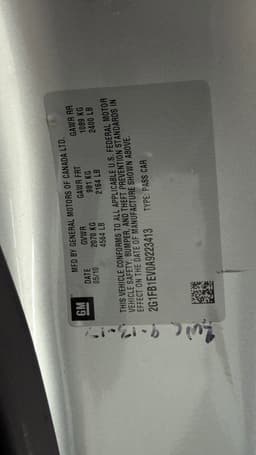 GM
MFD BY GENERAL MOTORS OF CANADA LTD.
DATE GVWR GAWR FRT GAWR RR
05/10 2070 KG 981 KG 1089 KG
4564 LB 2164 LB 2400 LB
THIS VEHICLE CONFORMS TO ALL APPLICABLE U.S. FEDERAL MOTOR
VEHICLE SAFETY, BUMPER, AND THEFT PREVENTION STANDARDS IN
EFFECT ON THE DATE OF MANUFACTURE SHOWN ABOVE.
2G1FB1EV0A9223413 TYPE: PASS CAR